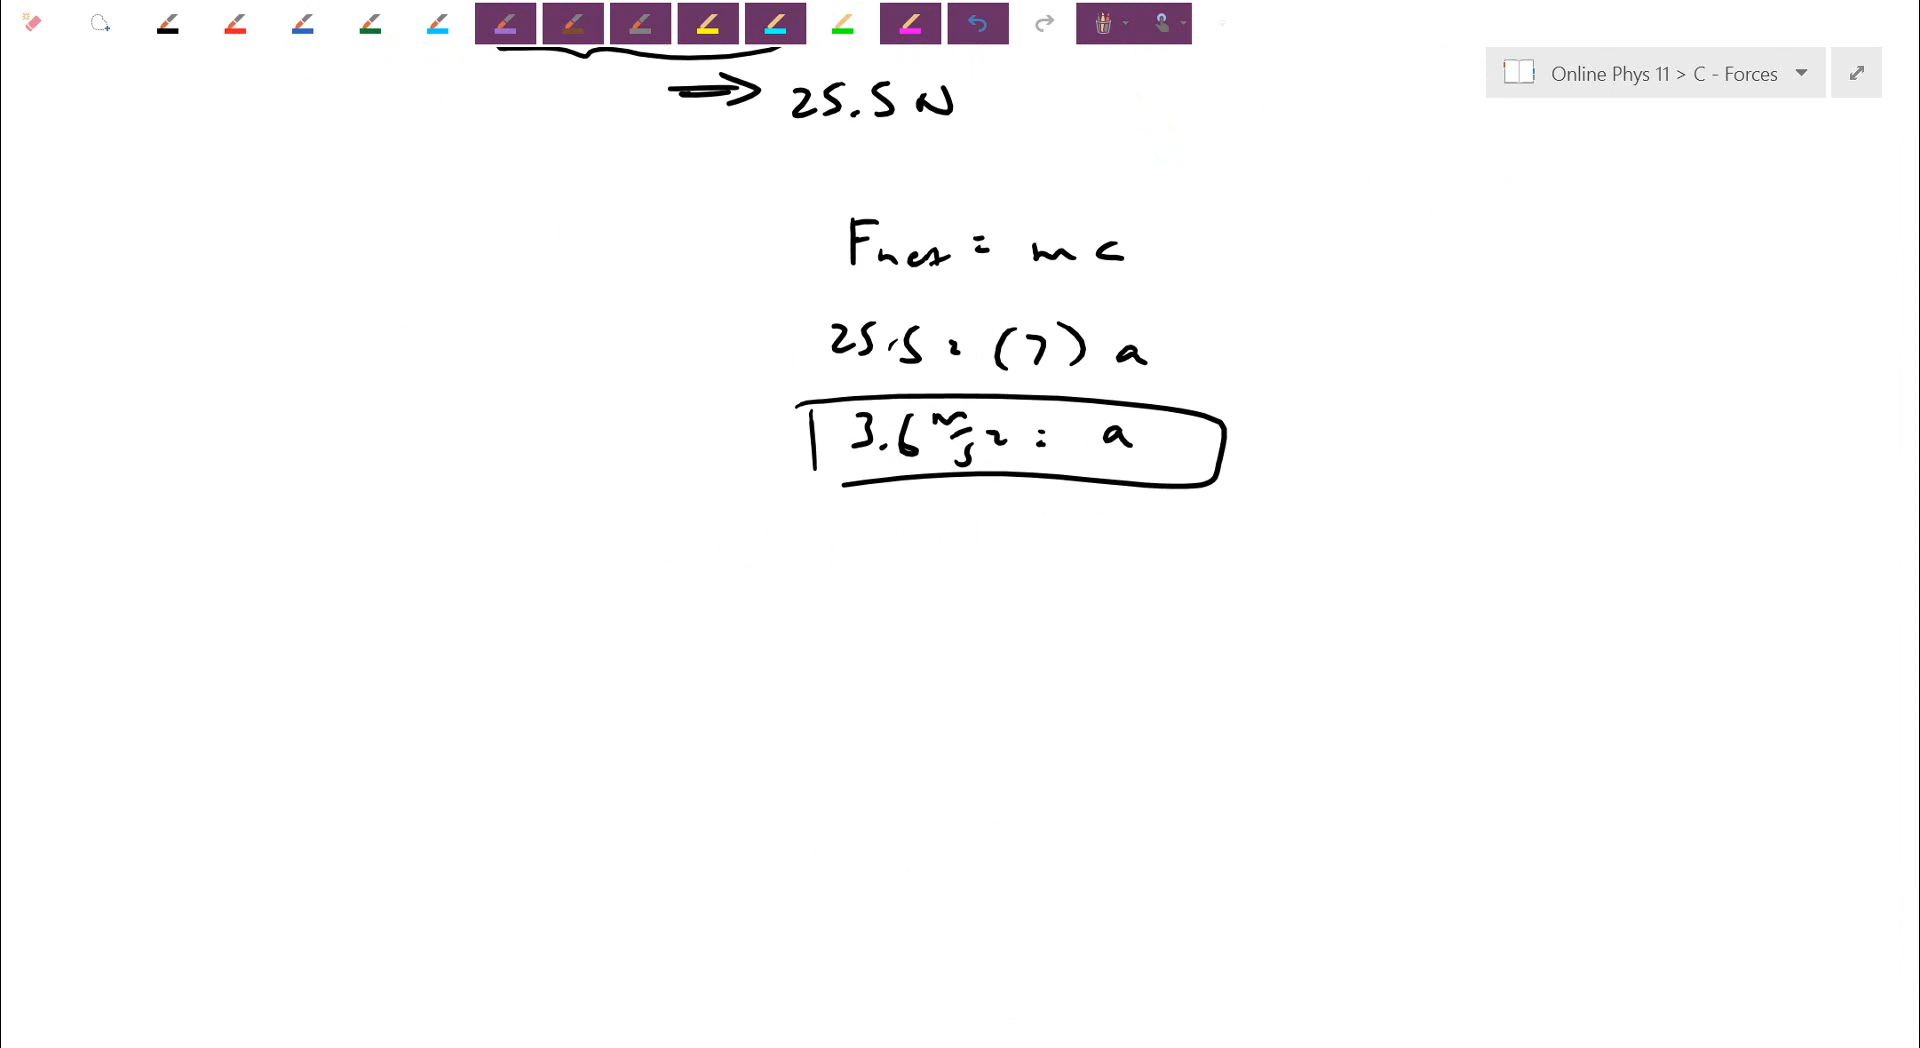 Online Phys 11 > C - Forces
⇒ 25.5 N
Fnet = ma
25.5 = (7) a
3.6 m/s2 = a